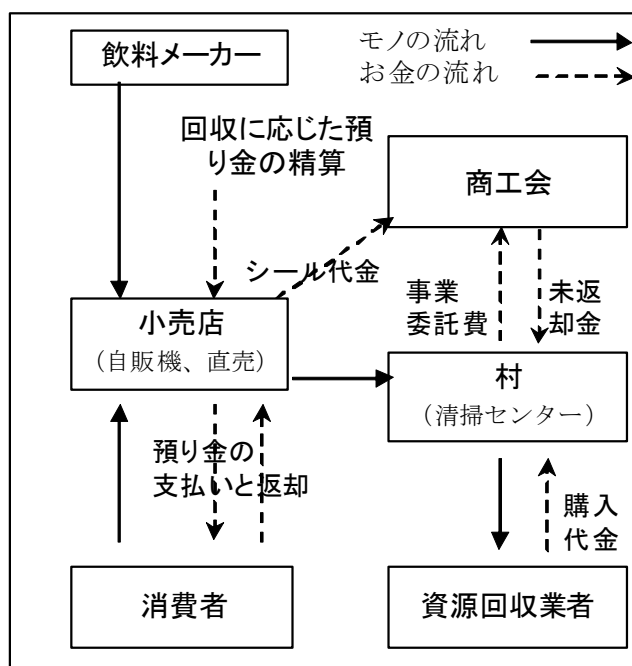 飲料メーカー
モノの流れ
お金の流れ
回収に応じた預
り金の精算
商工会
シール代金
事業
委託費
未返
却金
小売店
（自販機、直売）
村
（清掃センター）
預り金の
支払いと返却
購入
代金
消費者
資源回収業者